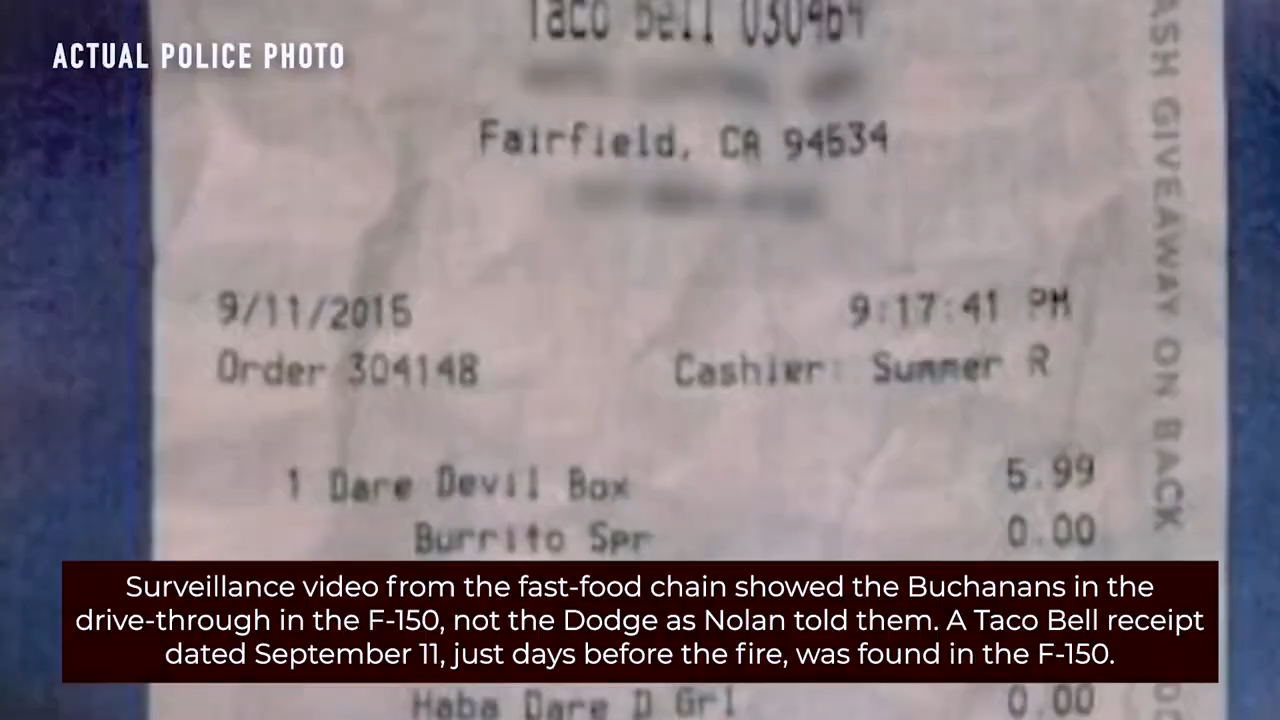 Taco Bell 030464
ACTUAL POLICE PHOTO
Fairfield, CA 94534
9/11/2015 9:17:41 PM
Order 304148 Cashier: Summer R
1 Dare Devil Box 5.99
Burrito Spr 0.00
Surveillance video from the fast-food chain showed the Buchanans in the
drive-through in the F-150, not the Dodge as Nolan told them. A Taco Bell receipt
dated September 11, just days before the fire, was found in the F-150.
Haba Dare D Grl 0.00
ASH GIVEAWAY ON BACK